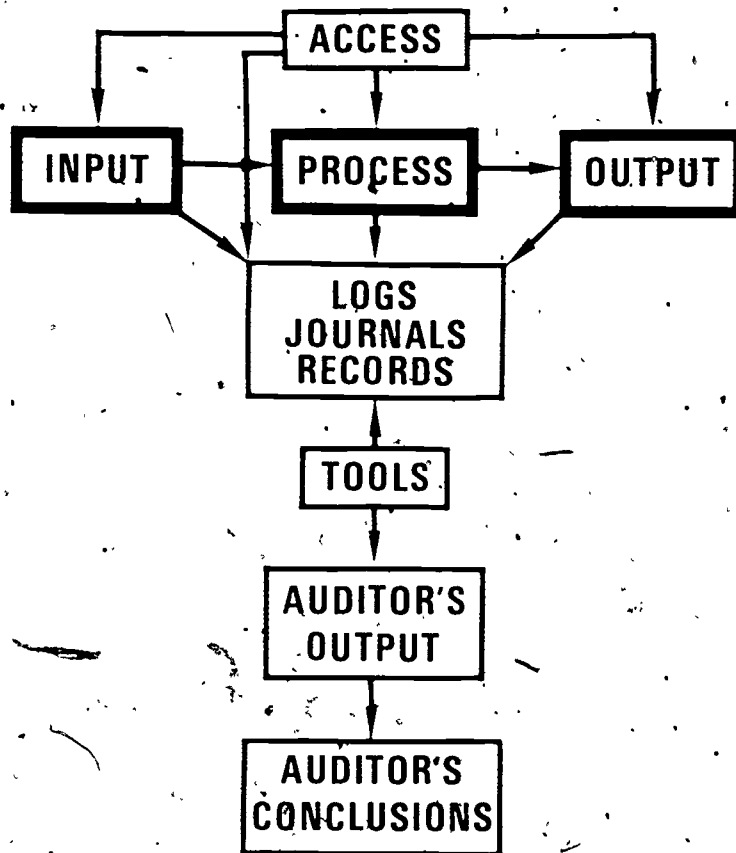 ACCESS
INPUT
PROCESS
OUTPUT
LOGS
JOURNALS
RECORDS
TOOLS
AUDITOR'S
OUTPUT
AUDITOR'S
CONCLUSIONS